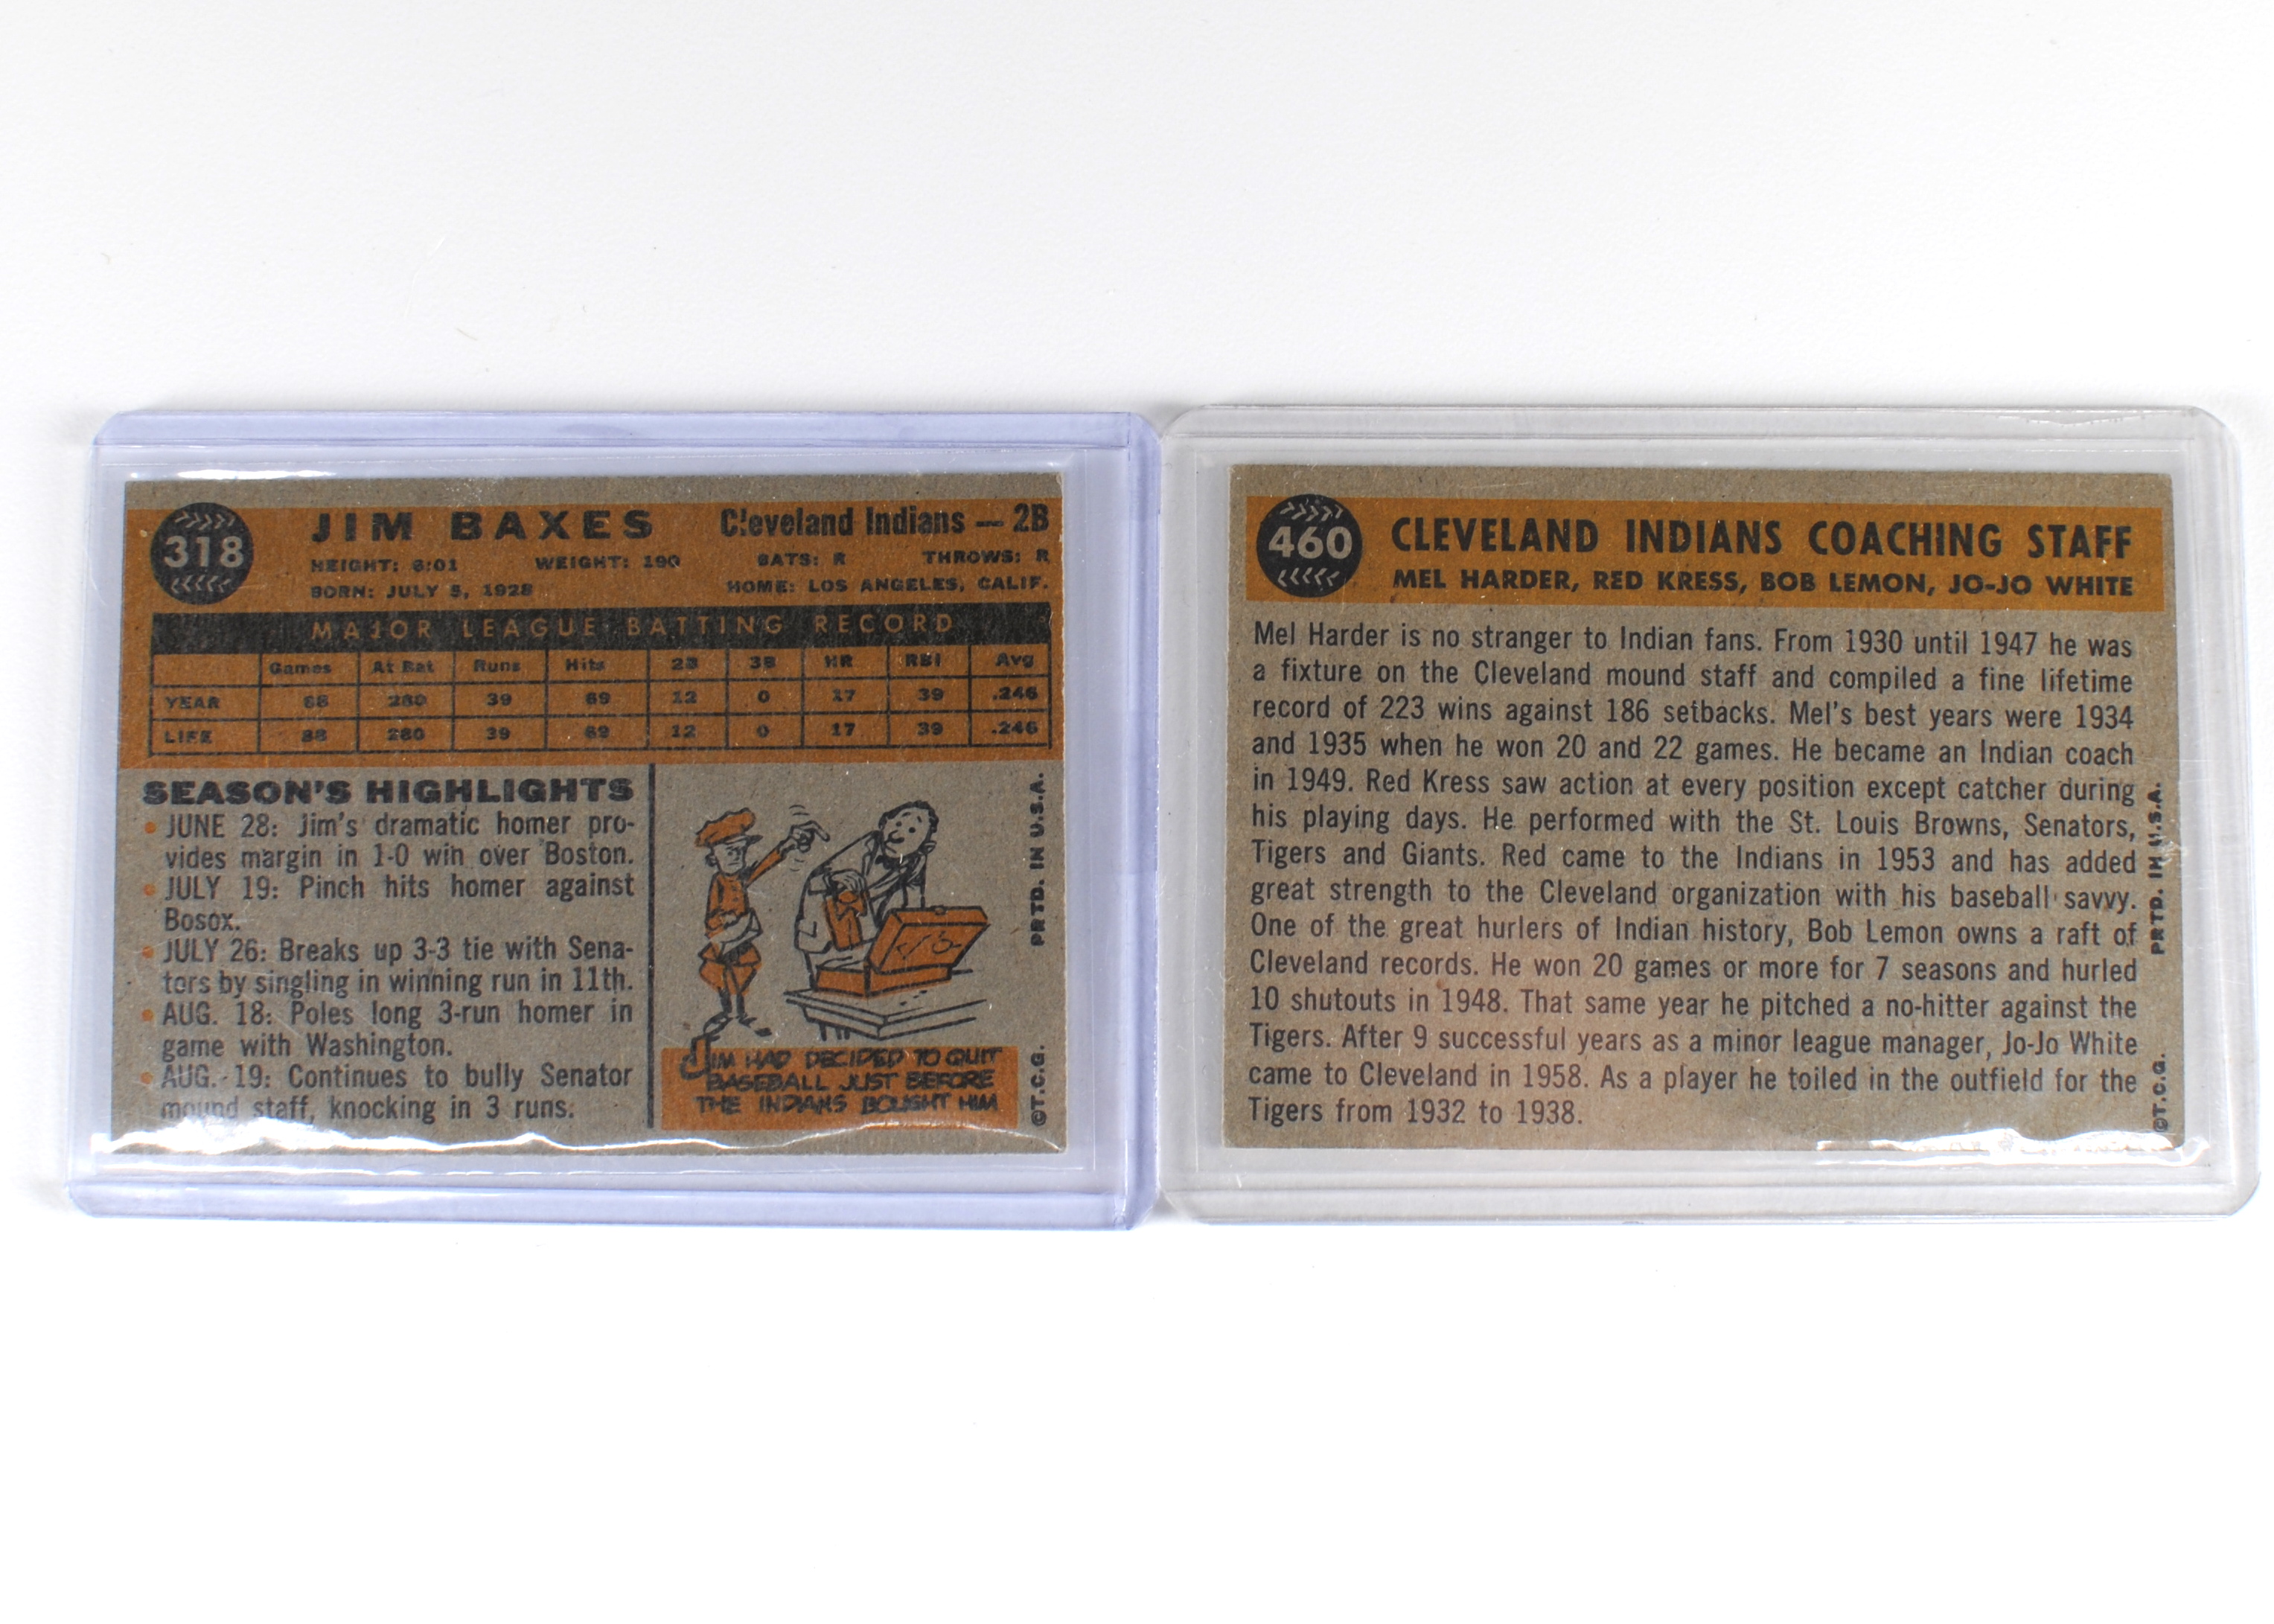 318
JIM BAXES Cleveland Indians — 2B
HEIGHT: 6:01 WEIGHT: 190 BATS: R THROWS: R
BORN: JULY 5, 1928 HOME: LOS ANGELES, CALIF.
MAJOR LEAGUE BATTING RECORD
Games At Bat Runs Hits 2B 3B HR RBI Avg
YEAR 88 280 39 69 12 0 17 39 .246
LIFE 88 280 39 69 12 0 17 39 .246
SEASON'S HIGHLIGHTS
• JUNE 28: Jim's dramatic homer pro-
vides margin in 1-0 win over Boston.
• JULY 19: Pinch hits homer against
Bosox.
• JULY 26: Breaks up 3-3 tie with Sena-
tors by singling in winning run in 11th.
• AUG. 18: Poles long 3-run homer in
game with Washington.
• AUG. 19: Continues to bully Senator
mound staff, knocking in 3 runs.
JIM HAD DECIDED TO QUIT
BASEBALL JUST BEFORE
THE INDIANS BOUGHT HIM
©T.C.G. PRTD. IN U.S.A.
460
CLEVELAND INDIANS COACHING STAFF
MEL HARDER, RED KRESS, BOB LEMON, JO-JO WHITE
Mel Harder is no stranger to Indian fans. From 1930 until 1947 he was
a fixture on the Cleveland mound staff and compiled a fine lifetime
record of 223 wins against 186 setbacks. Mel's best years were 1934
and 1935 when he won 20 and 22 games. He became an Indian coach
in 1949. Red Kress saw action at every position except catcher during
his playing days. He performed with the St. Louis Browns, Senators,
Tigers and Giants. Red came to the Indians in 1953 and has added
great strength to the Cleveland organization with his baseball savvy.
One of the great hurlers of Indian history, Bob Lemon owns a raft of
Cleveland records. He won 20 games or more for 7 seasons and hurled
10 shutouts in 1948. That same year he pitched a no-hitter against the
Tigers. After 9 successful years as a minor league manager, Jo-Jo White
came to Cleveland in 1958. As a player he toiled in the outfield for the
Tigers from 1932 to 1938.
©T.C.G. PRTD. IN U.S.A.